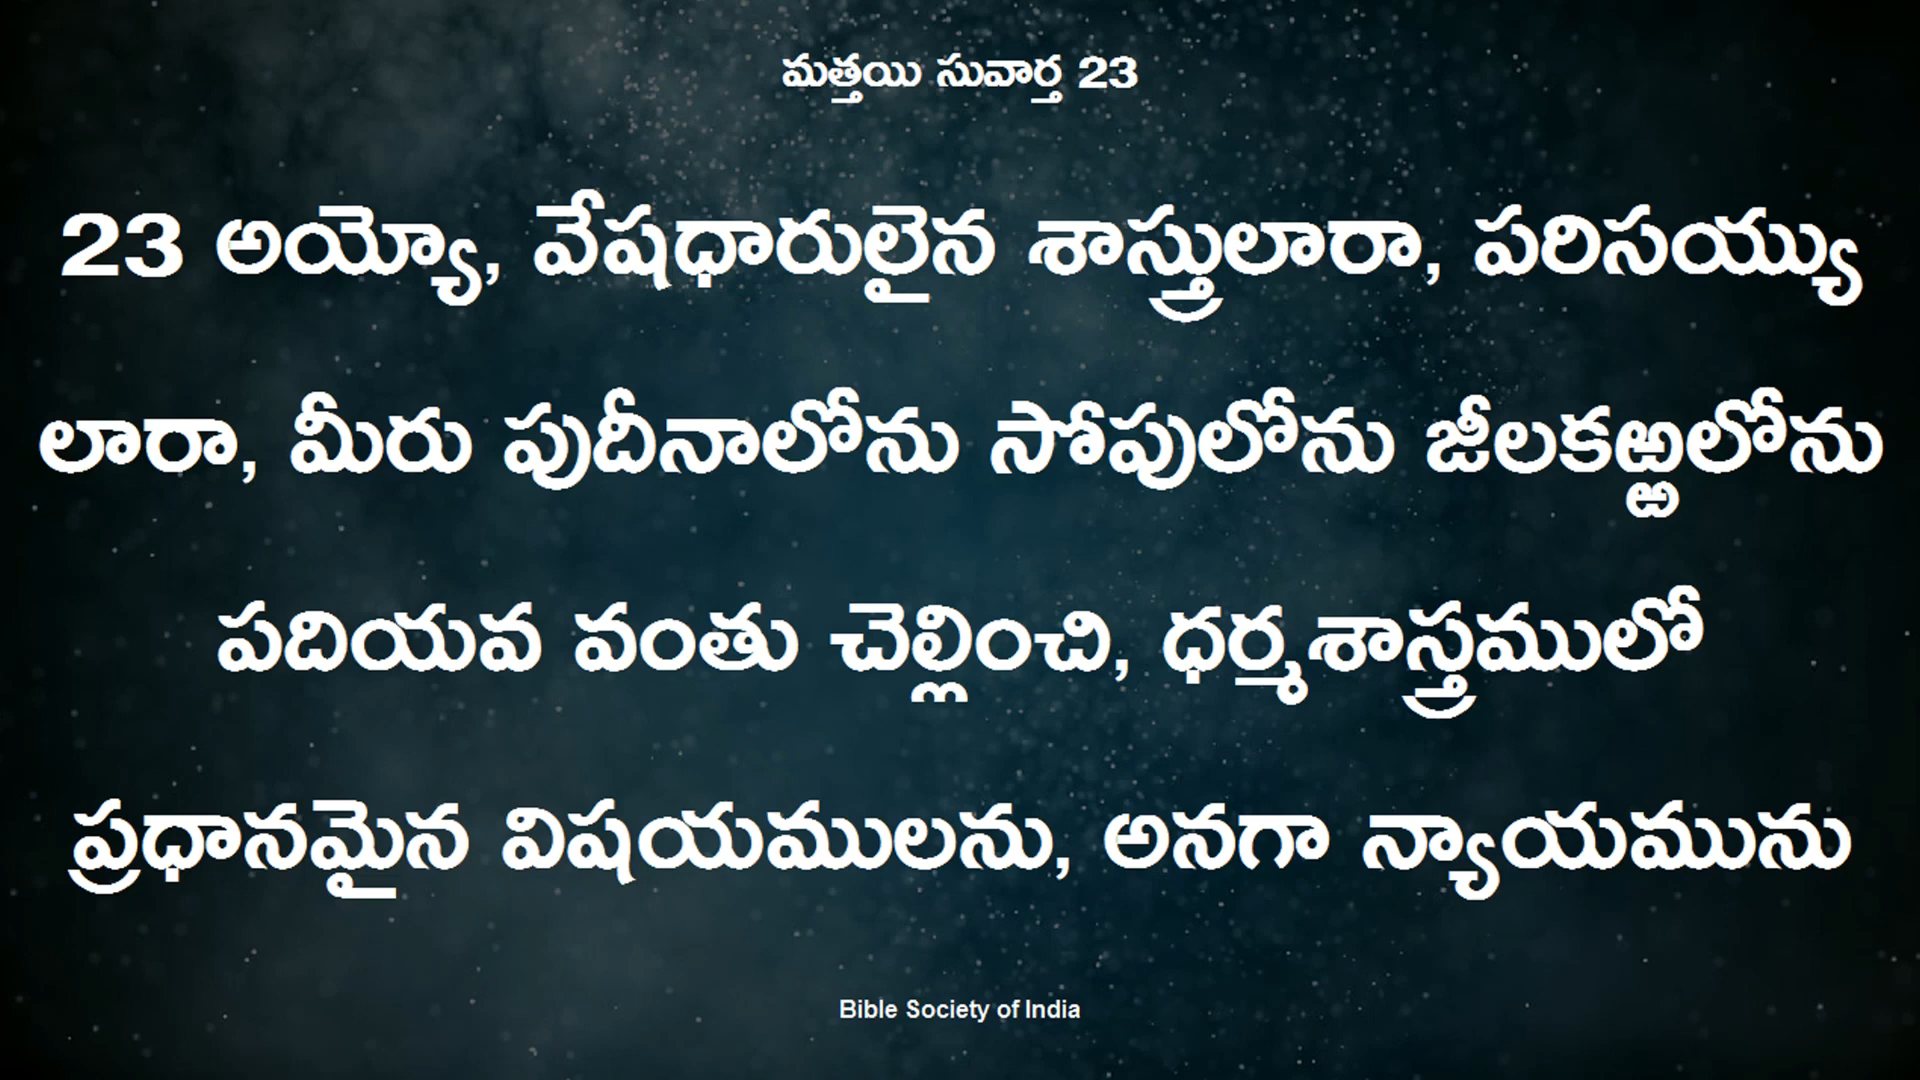 మత్తయి సువార్త 23
23 అయ్యో, వేషధారులైన శాస్త్రులారా, పరిసయ్యు
లారా, మీరు పుదీనాలోను సోపులోను జీలకఱ్ఱలోను
పదియవ వంతు చెల్లించి, ధర్మశాస్త్రములో
ప్రధానమైన విషయములను, అనగా న్యాయమును
Bible Society of India